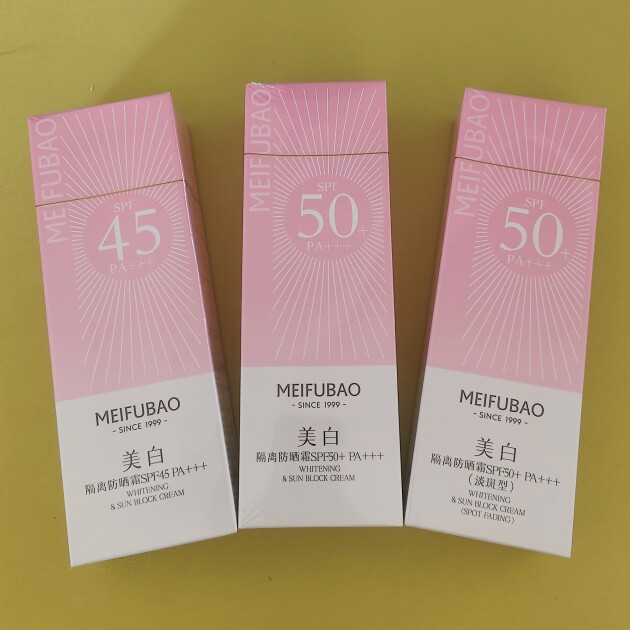 MEIFUBAO
SPF
45
PA+++
MEIFUBAO
- SINCE 1999 -
美白
隔离防晒霜SPF45 PA+++
WHITENING
& SUN BLOCK CREAM
MEIFUBAO
SPF
50+
PA+++
MEIFUBAO
- SINCE 1999 -
美白
隔离防晒霜SPF50+ PA+++
WHITENING
& SUN BLOCK CREAM
MEIFUBAO
SPF
50+
PA+++
MEIFUBAO
- SINCE 1999 -
美白
隔离防晒霜SPF50+ PA+++
（淡斑型）
WHITENING
& SUN BLOCK CREAM
(SPOT FADING)